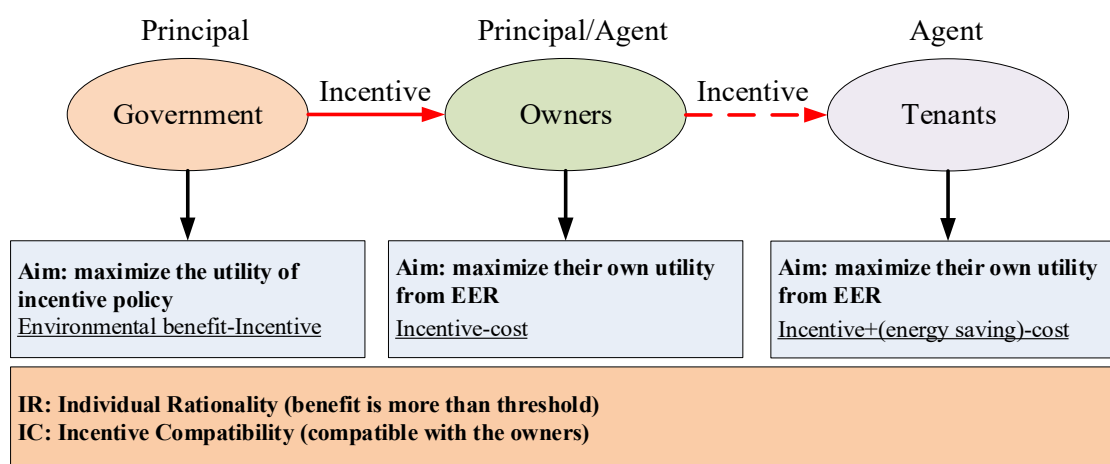 Principal
Principal/Agent
Agent
Government
Incentive
Owners
Incentive
Tenants
Aim: maximize the utility of
incentive policy
Environmental benefit-Incentive
Aim: maximize their own utility
from EER
Incentive-cost
Aim: maximize their own utility
from EER
Incentive+(energy saving)-cost
IR: Individual Rationality (benefit is more than threshold)
IC: Incentive Compatibility (compatible with the owners)